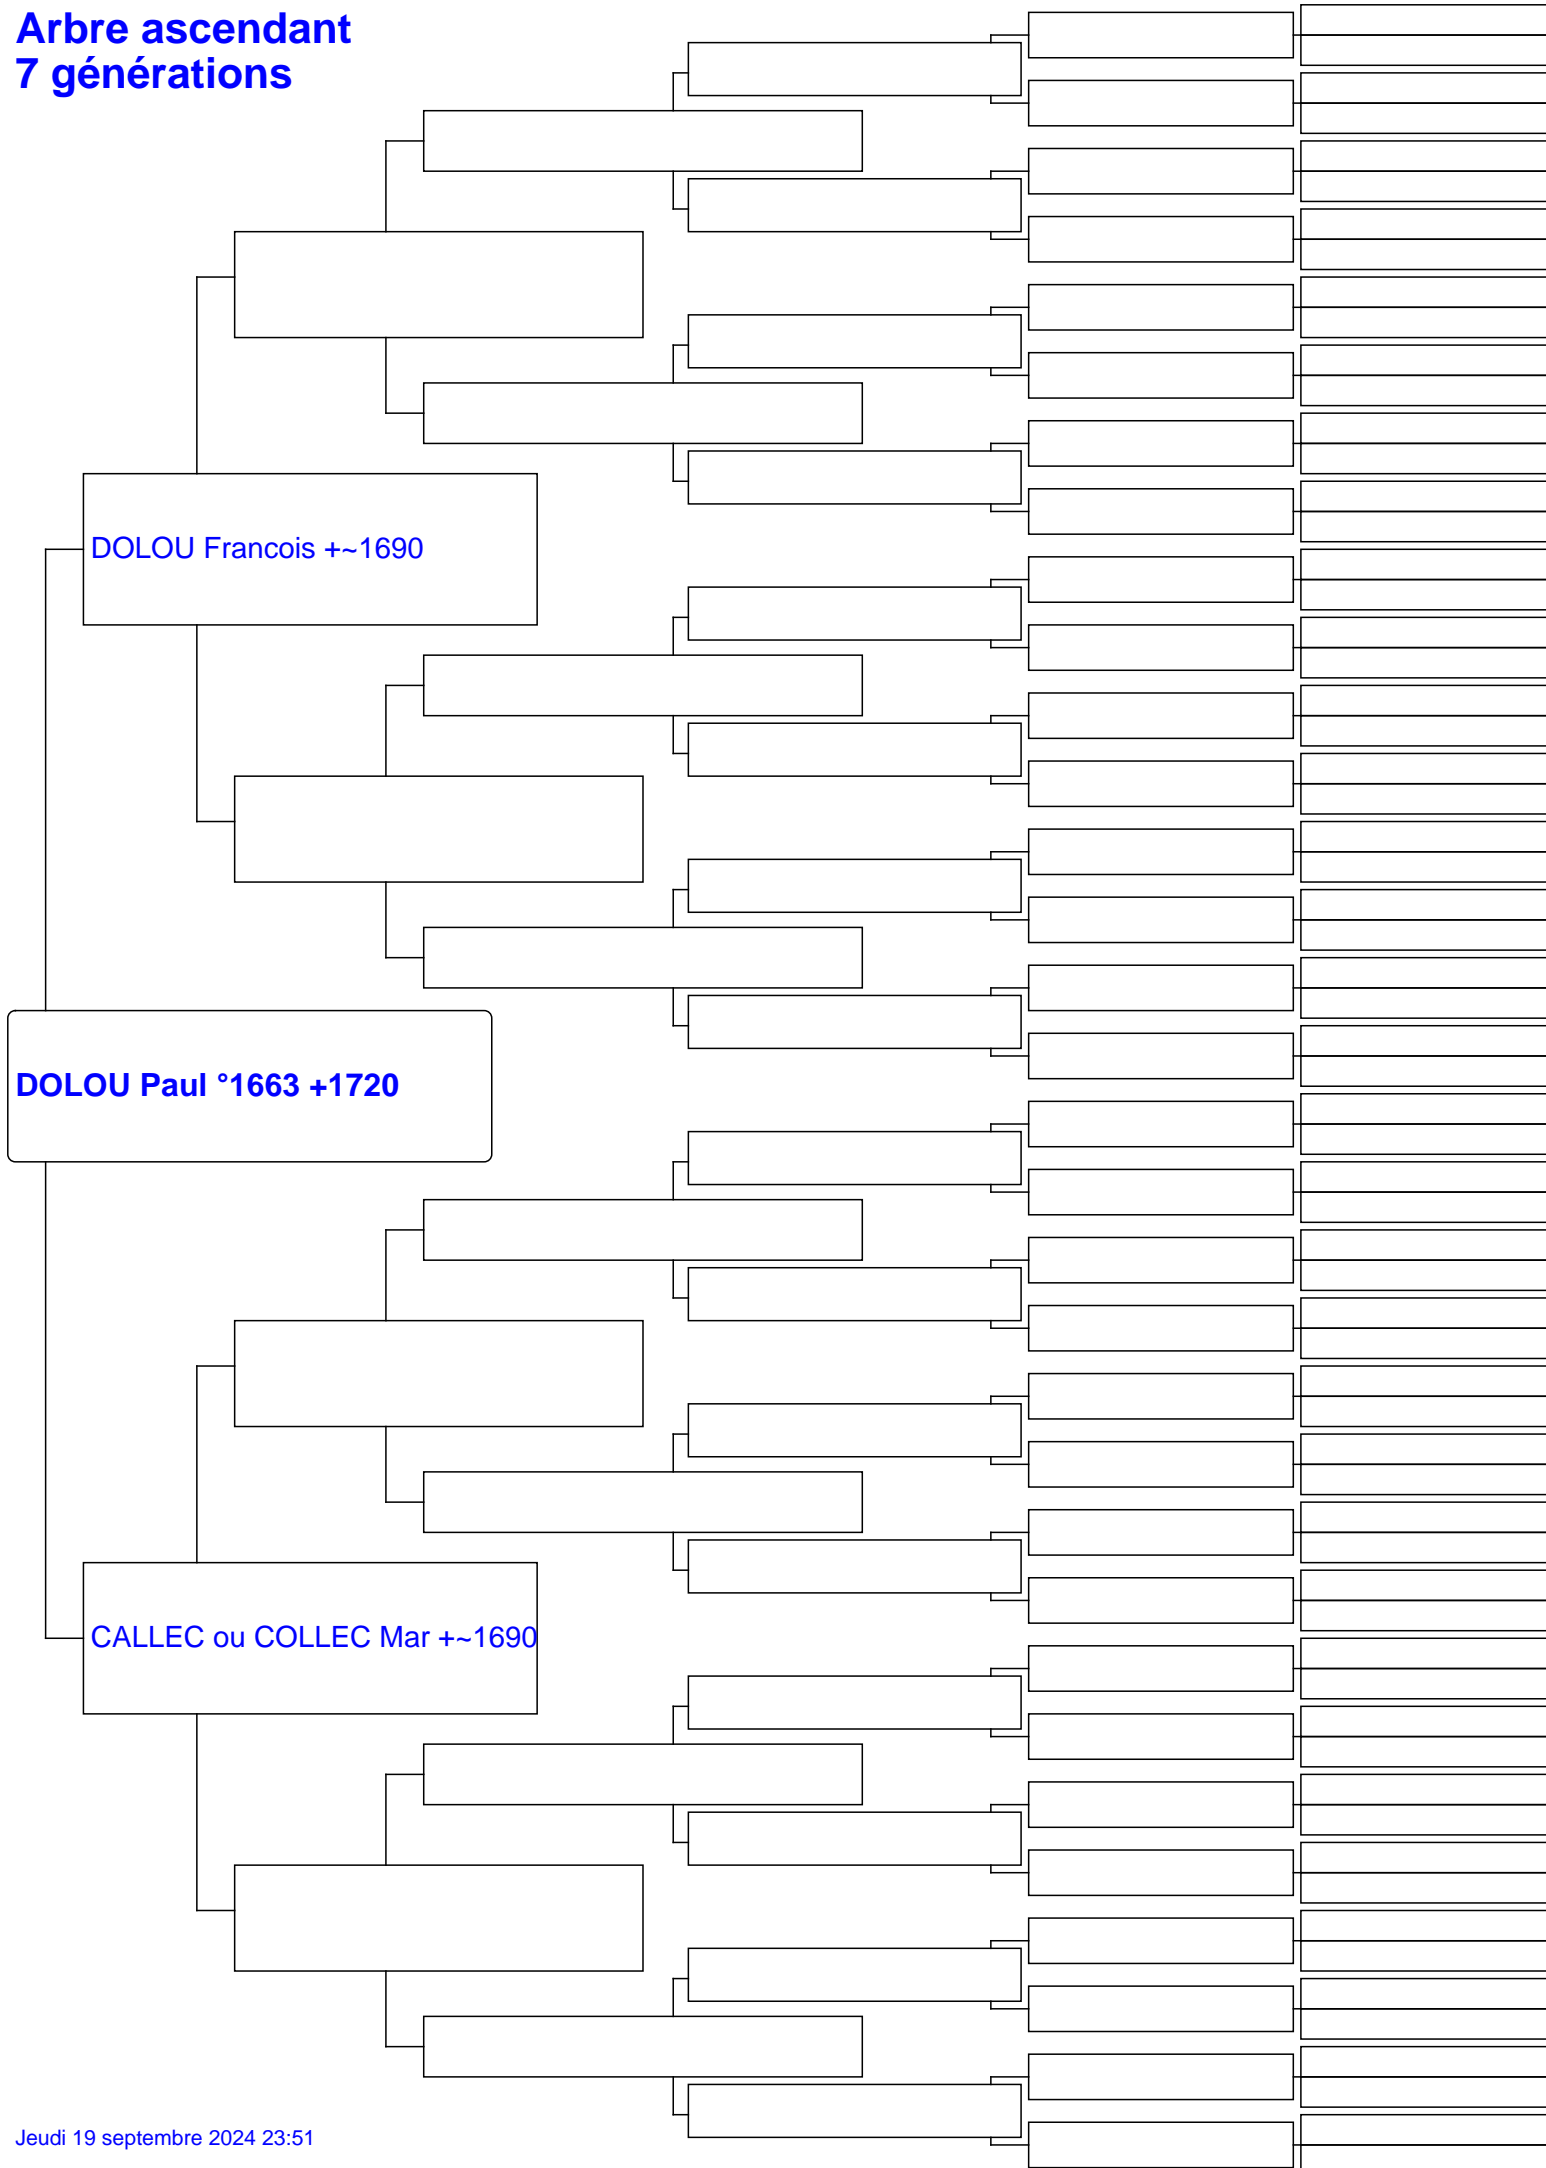 Arbre ascendant
7 générations
DOLOU Francois +~1690
DOLOU Paul °1663 +1720
CALLEC ou COLLEC Mar +~1690
Jeudi 19 septembre 2024 23:51